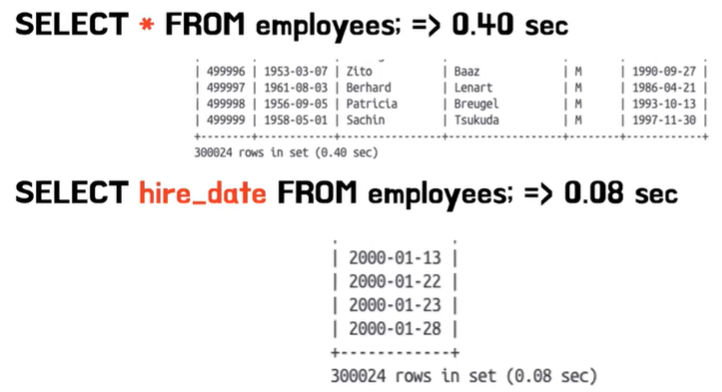 SELECT * FROM employees; => 0.40 sec
| 499996 | 1953-03-07 | Zito | Baaz | M | 1990-09-27 |
| 499997 | 1961-08-03 | Berhard | Lenart | M | 1986-04-21 |
| 499998 | 1956-09-05 | Patricia | Breugel | M | 1993-10-13 |
| 499999 | 1958-05-01 | Sachin | Tsukuda | M | 1997-11-30 |
+--------+------------+----------------+------------------+--------+------------+
300024 rows in set (0.40 sec)
SELECT hire_date FROM employees; => 0.08 sec
| 2000-01-13 |
| 2000-01-22 |
| 2000-01-23 |
| 2000-01-28 |
+------------+
300024 rows in set (0.08 sec)